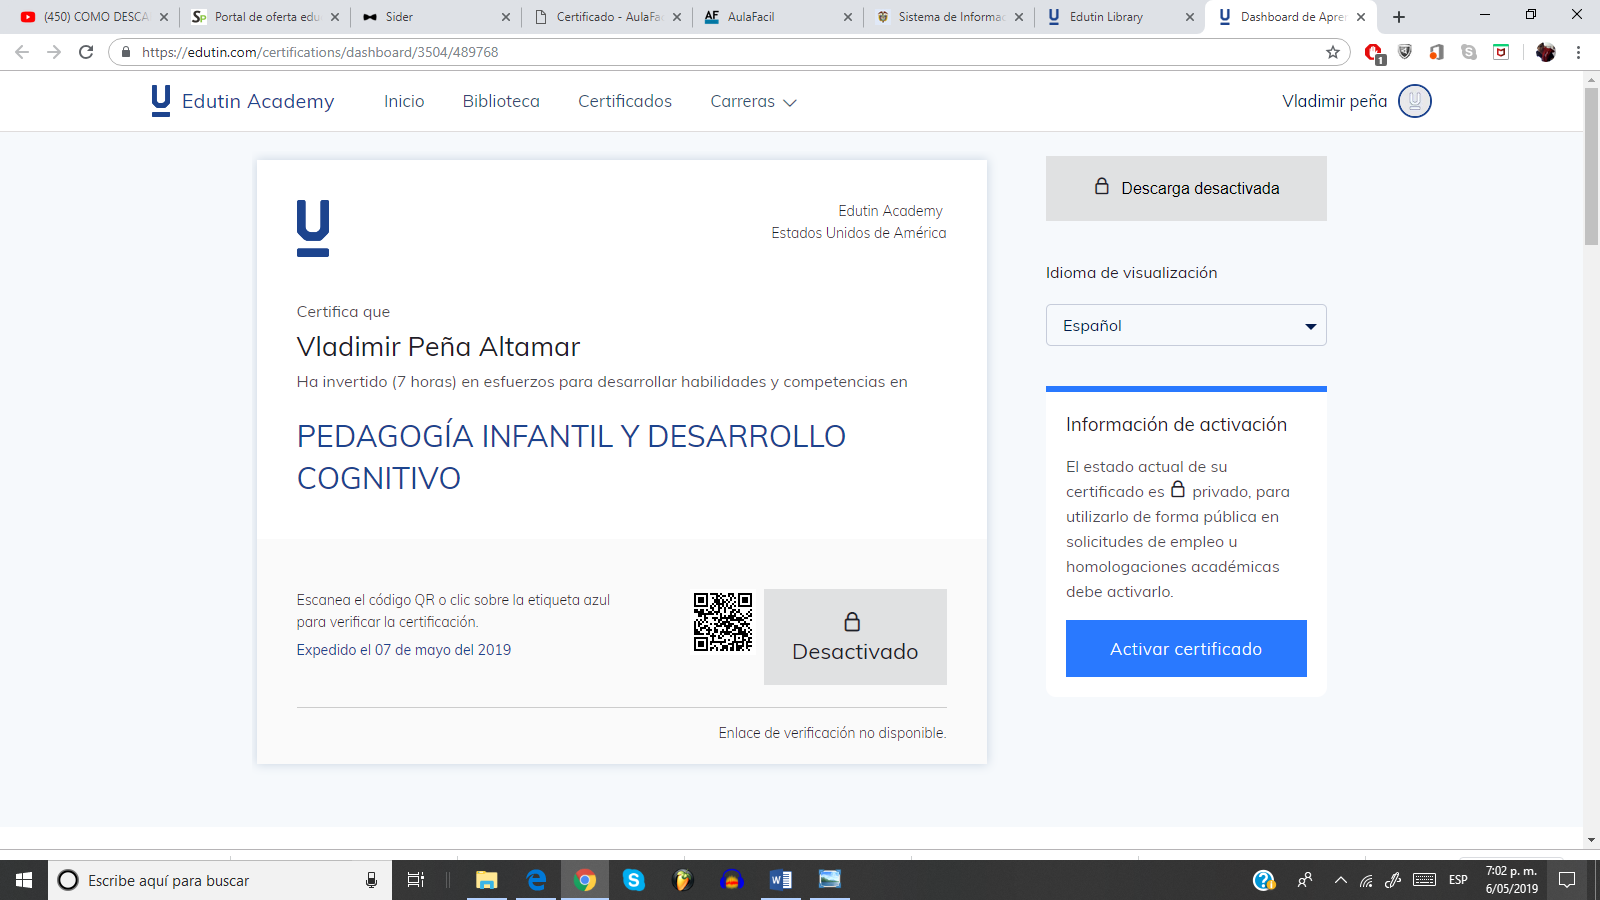 (450) COMO DESCA
Portal de oferta edu
Sider
Certificado - AulaFac
AF AulaFacil
Sistema de Informac
Edutin Library
Dashboard de Apren
https://edutin.com/certifications/dashboard/3504/489768
1
Edutin Academy
Inicio
Biblioteca
Certificados
Carreras
Vladimir peña
Edutin Academy
Estados Unidos de América
Certifica que
Vladimir Peña Altamar
Ha invertido (7 horas) en esfuerzos para desarrollar habilidades y competencias en
PEDAGOGÍA INFANTIL Y DESARROLLO
COGNITIVO
Escanea el código QR o clic sobre la etiqueta azul
para verificar la certificación.
Expedido el 07 de mayo del 2019
Desactivado
Enlace de verificación no disponible.
Descarga desactivada
Idioma de visualización
Español
Información de activación
El estado actual de su
certificado es privado, para
utilizarlo de forma pública en
solicitudes de empleo u
homologaciones académicas
debe activarlo.
Activar certificado
Escribe aquí para buscar
ESP
7:02 p. m.
6/05/2019